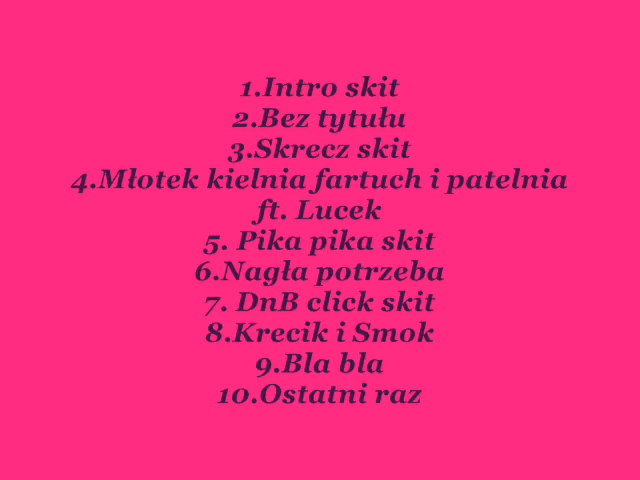 1.Intro skit
2.Bez tytułu
3.Skrecz skit
4.Młotek kielnia fartuch i patelnia
ft. Lucek
5. Pika pika skit
6.Nagła potrzeba
7. DnB click skit
8.Krecik i Smok
9.Bla bla
10.Ostatni raz